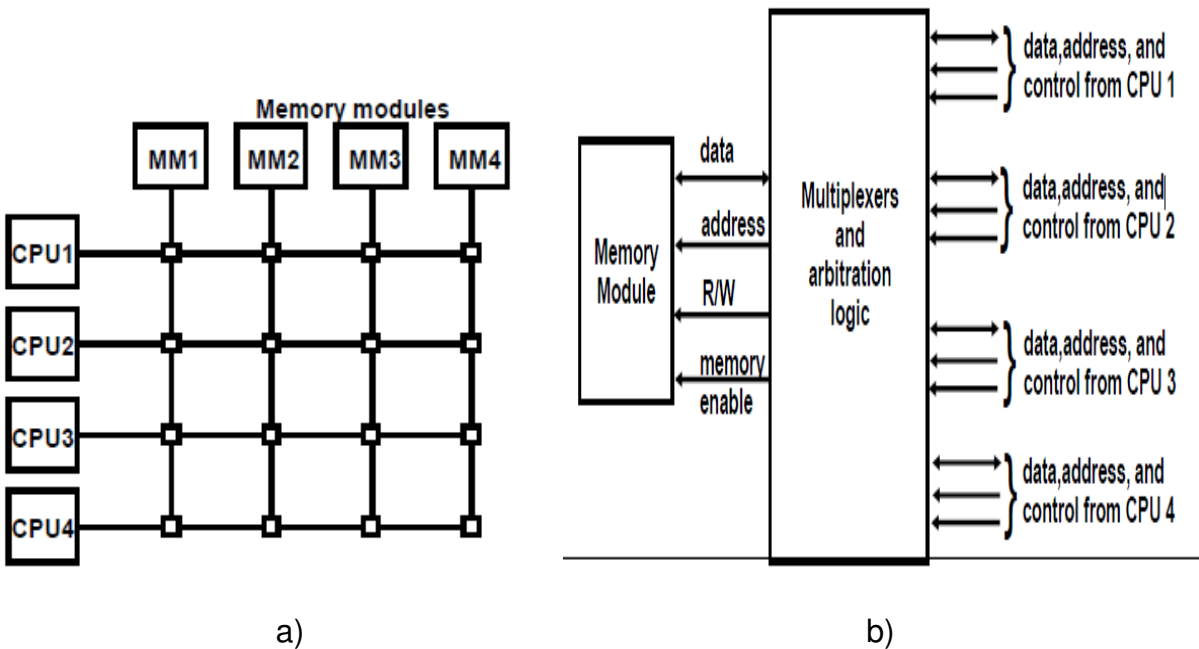 Memory modules
MM1 MM2 MM3 MM4
CPU1
CPU2
CPU3
CPU4
a)
data
address
R/W
memory
enable
Memory
Module
Multiplexers
and
arbitration
logic
data,address, and
control from CPU 1
data,address, and
control from CPU 2
data,address, and
control from CPU 3
data,address, and
control from CPU 4
b)